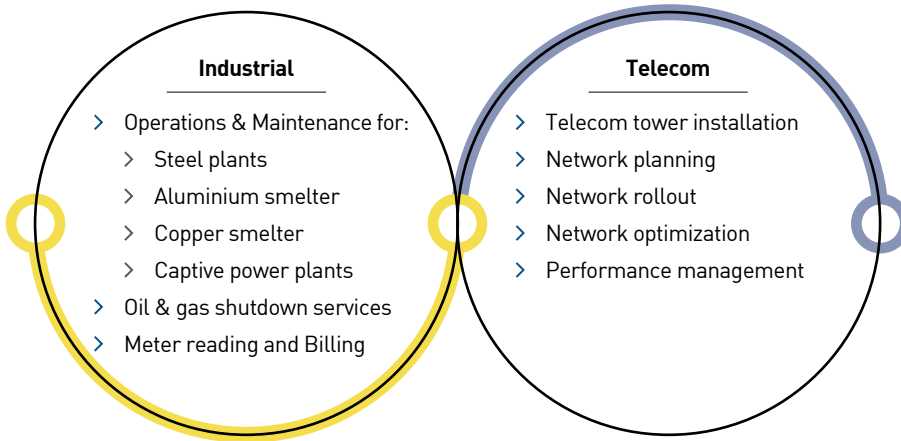 Industrial
> Operations & Maintenance for:
> Steel plants
> Aluminium smelter
> Copper smelter
> Captive power plants
> Oil & gas shutdown services
> Meter reading and Billing
Telecom
> Telecom tower installation
> Network planning
> Network rollout
> Network optimization
> Performance management